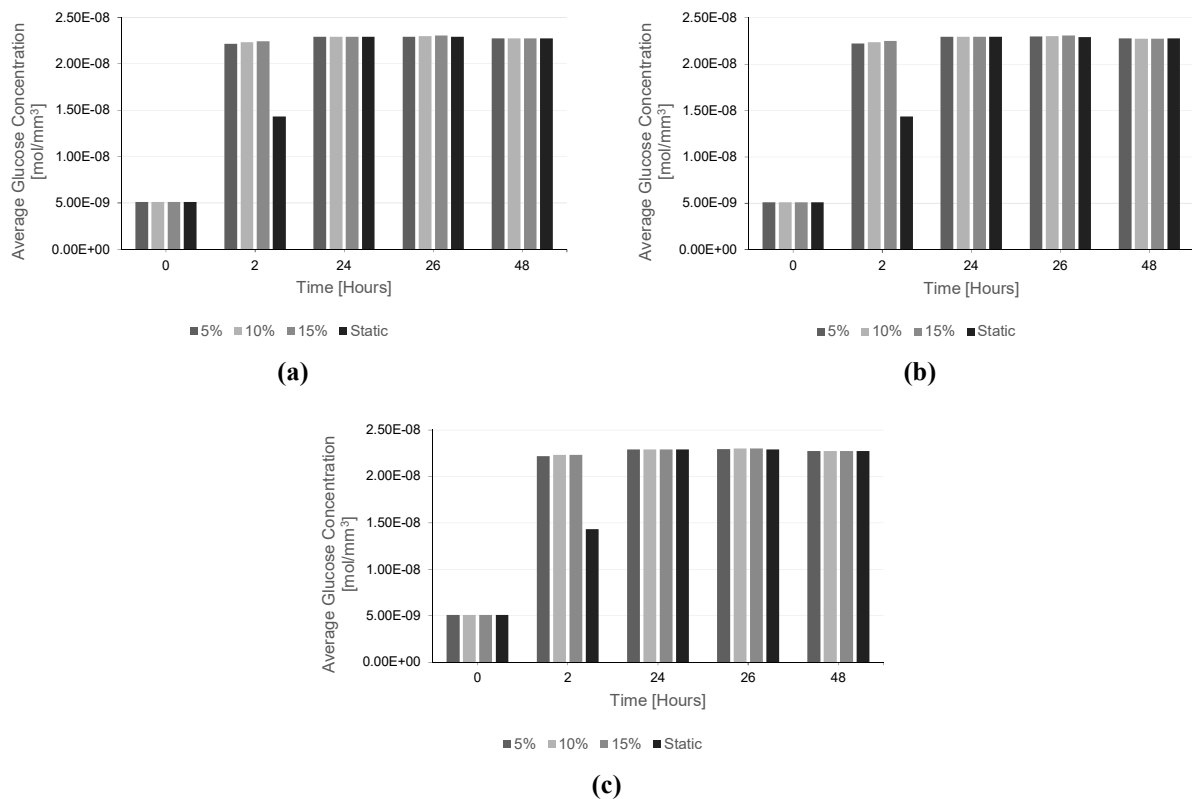 2.50E-08
2.00E-08
1.50E-08
1.00E-08
5.00E-09
0.00E+00
Average Glucose Concentration
[mol/mm³]
0 2 24 26 48
Time [Hours]
5% 10% 15% Static
(a)
2.50E-08
2.00E-08
1.50E-08
1.00E-08
5.00E-09
0.00E+00
Average Glucose Concentration
[mol/mm³]
0 2 24 26 48
Time [Hours]
5% 10% 15% Static
(b)
2.50E-08
2.00E-08
1.50E-08
1.00E-08
5.00E-09
0.00E+00
Average Glucose Concentration
[mol/mm³]
0 2 24 26 48
Time [Hours]
5% 10% 15% Static
(c)